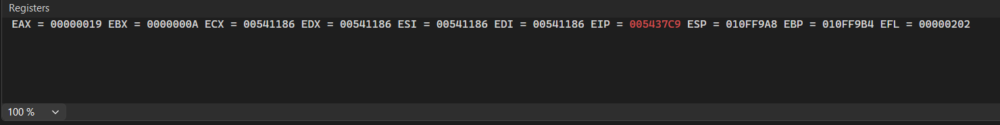 Registers
EAX = 00000019 EBX = 0000000A ECX = 00541186 EDX = 00541186 ESI = 00541186 EDI = 00541186 EIP = 005437C9 ESP = 010FF9A8 EBP = 010FF9B4 EFL = 00000202
100 %